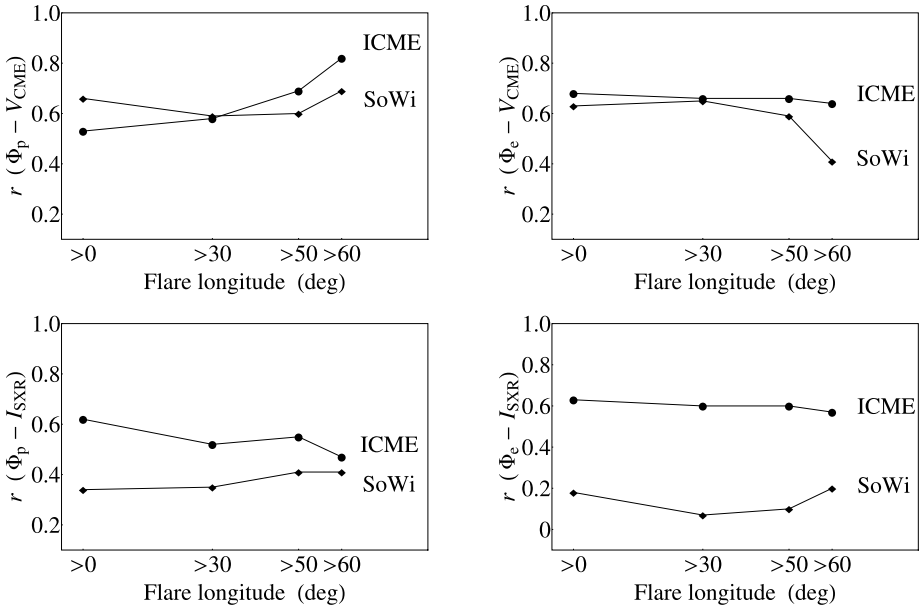 1.0
0.8
0.6
0.4
0.2
r ( Φp − VCME)
ICME
SoWi
>0 >30 >50 >60
Flare longitude (deg)
1.0
0.8
0.6
0.4
0.2
r ( Φe − VCME)
ICME
SoWi
>0 >30 >50 >60
Flare longitude (deg)
1.0
0.8
0.6
0.4
0.2
r ( Φp − ISXR)
ICME
SoWi
>0 >30 >50 >60
Flare longitude (deg)
1.0
0.8
0.6
0.4
0.2
0
r ( Φe − ISXR)
ICME
SoWi
>0 >30 >50 >60
Flare longitude (deg)